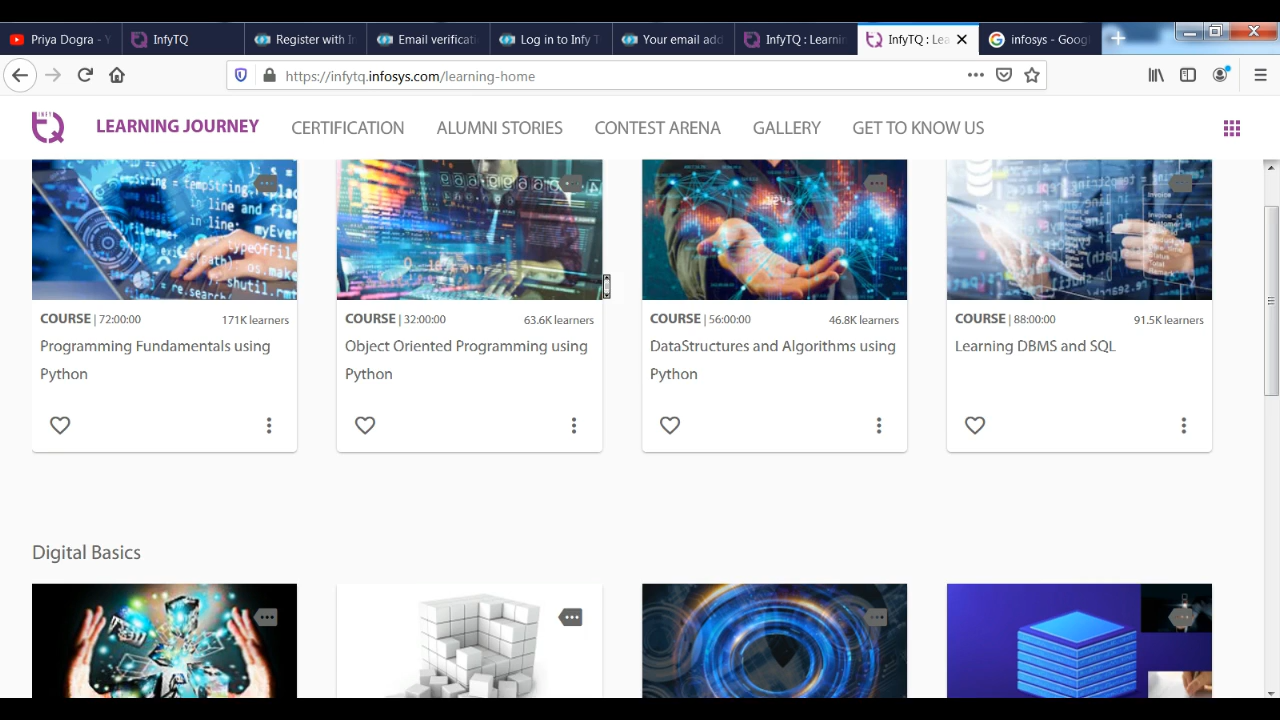 Priya Dogra - Y
InfyTQ
Register with In
Email verificati
Log in to Infy T
Your email add
InfyTQ : Learnin
InfyTQ : Lea
infosys - Googl
https://infytq.infosys.com/learning-home
LEARNING JOURNEY
CERTIFICATION
ALUMNI STORIES
CONTEST ARENA
GALLERY
GET TO KNOW US
COURSE | 72:00:00
171K learners
Programming Fundamentals using
Python
COURSE | 32:00:00
63.6K learners
Object Oriented Programming using
Python
COURSE | 56:00:00
46.8K learners
DataStructures and Algorithms using
Python
COURSE | 88:00:00
91.5K learners
Learning DBMS and SQL
Digital Basics